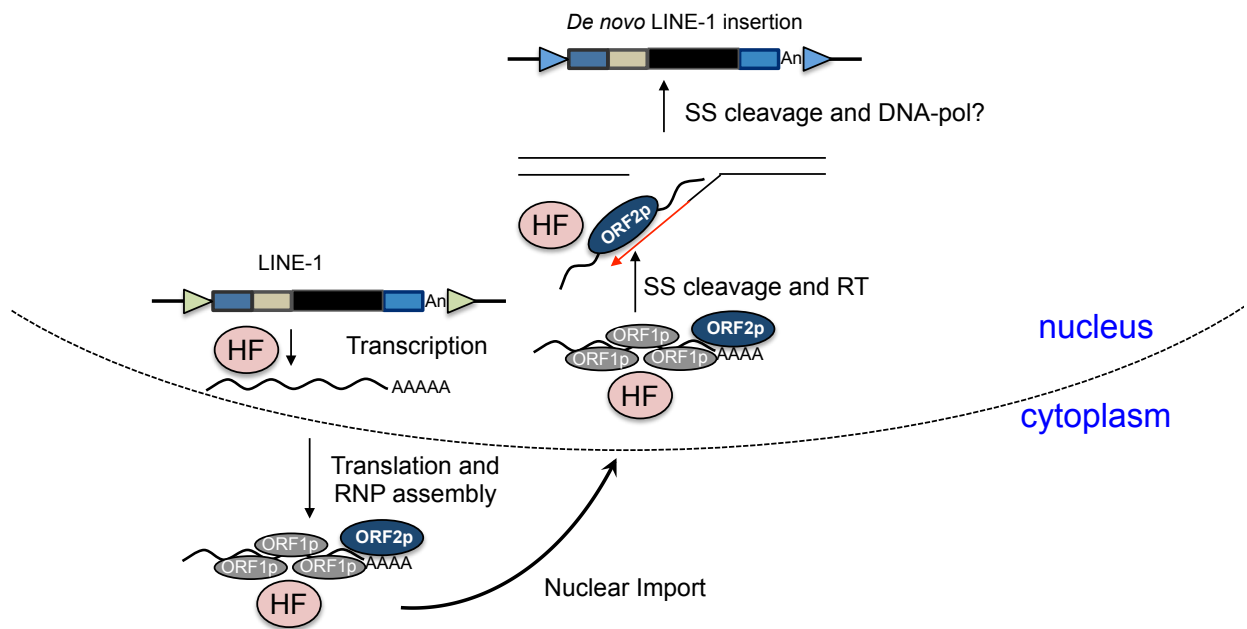 De novo LINE-1 insertion
An
SS cleavage and DNA-pol?
HF
ORF2p
LINE-1
An
SS cleavage and RT
HF
Transcription
AAAAA
ORF1p
ORF2p
ORF1p
ORF1p
AAAA
HF
nucleus
cytoplasm
Translation and
RNP assembly
ORF1p
ORF2p
ORF1p
ORF1p
AAAA
HF
Nuclear Import